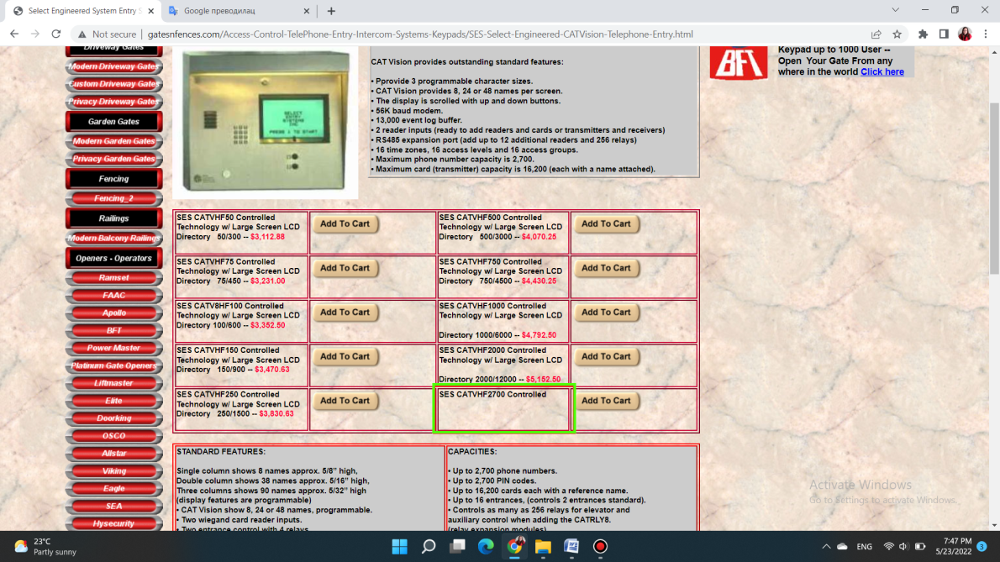 Select Engineered System Entry S
Google преводилац
Not secure
gatesnfences.com/Access-Control-TelePhone-Entry-Intercom-Systems-Keypads/SES-Select-Engineered-CATVision-Telephone-Entry.html
Driveway Gates
Modern Driveway Gates
Custom Driveway Gates
Privacy Driveway Gates
Garden Gates
Modern Garden Gates
Privacy Garden Gates
Fencing
Fencing_2
Railings
Modern Balcony Railings
Openers - Operators
Ramset
FAAC
Apollo
BFT
Power Master
Platinum Gate Openers
Liftmaster
Elite
Doorking
OSCO
Allstar
Viking
Eagle
SEA
Hysecurity
SELECT
ENTRY
SYSTEMS
INC
PRESS & TO START
CAT Vision provides outstanding standard features:
• Pprovide 3 programmable character sizes.
• CAT Vision provides 8, 24 or 48 names per screen.
• The display is scrolled with up and down buttons.
• 56K baud modem.
• 13,000 event log buffer.
• 2 reader inputs (ready to add readers and cards or transmitters and receivers)
• RS485 expansion port (add up to 12 additional readers and 256 relays)
• 16 time zones, 16 access levels and 16 access groups.
• Maximum phone number capacity is 2,700.
• Maximum card (transmitter) capacity is 16,200 (each with a name attached).
BFT
Keypad up to 1000 User --
Open Your Gate From any
where in the world Click here
SES CATVHF50 Controlled
Technology w/ Large Screen LCD
Directory 50/300 -- $3,112.88
Add To Cart
SES CATVHF500 Controlled
Technology w/ Large Screen LCD
Directory 500/3000 -- $4,070.25
Add To Cart
SES CATVHF75 Controlled
Technology w/ Large Screen LCD
Directory 75/450 -- $3,231.00
Add To Cart
SES CATVHF750 Controlled
Technology w/ Large Screen LCD
Directory 750/4500 -- $4,430.25
Add To Cart
SES CATV8HF100 Controlled
Technology w/ Large Screen LCD
Directory 100/600 -- $3,352.50
Add To Cart
SES CATVHF1000 Controlled
Technology w/ Large Screen LCD
Directory 1000/6000 -- $4,792.50
Add To Cart
SES CATVHF150 Controlled
Technology w/ Large Screen LCD
Directory 150/900 -- $3,470.63
Add To Cart
SES CATVHF2000 Controlled
Technology w/ Large Screen LCD
Directory 2000/12000 -- $5,152.50
Add To Cart
SES CATVHF250 Controlled
Technology w/ Large Screen LCD
Directory 250/1500 -- $3,830.63
Add To Cart
SES CATVHF2700 Controlled
Add To Cart
STANDARD FEATURES:
Single column shows 8 names approx. 5/8” high,
Double column shows 38 names approx. 5/16” high,
Three columns shows 90 names approx. 5/32” high
(display features are programmable)
• CAT Vision show 8, 24 or 48 names, programmable.
• Two wiegand card reader inputs.
• Two entrance control with 4 relays
CAPACITIES:
• Up to 2,700 phone numbers.
• Up to 2,700 PIN codes.
• Up to 16,200 cards each with a reference name.
• Up to 16 entrances, (controls 2 entrances standard).
• Controls as many as 256 relays for elevator and
auxiliary control when adding the CATRLY8.
(relay expansion modules)
Activate Windows
Go to Settings to activate Windows.
23°C
Partly sunny
ENG
7:47 PM
5/23/2022
3